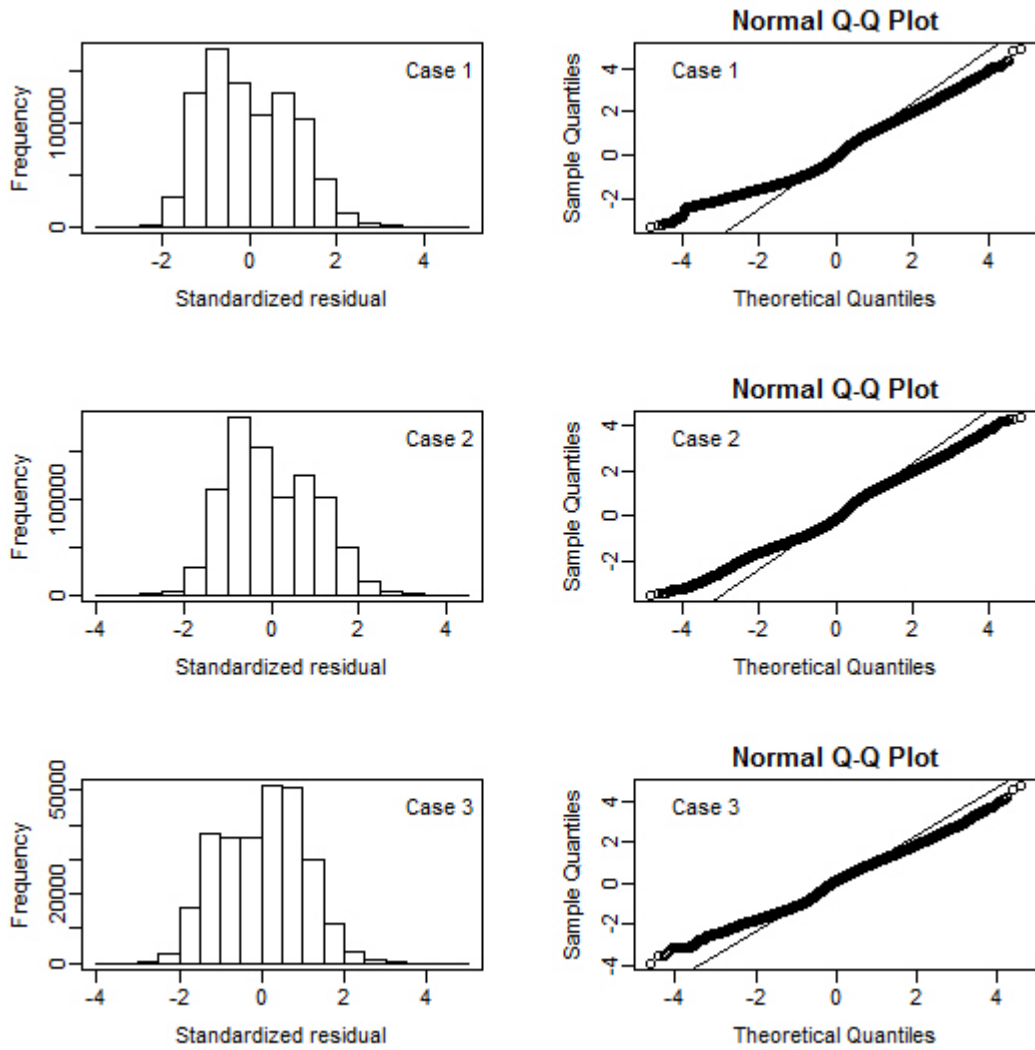 Case 1
Frequency
100000
0
-2 0 2 4
Standardized residual
Normal Q-Q Plot
Case 1
Sample Quantiles
4
2
0
-2
-4 -2 0 2 4
Theoretical Quantiles
Case 2
Frequency
100000
0
-4 -2 0 2 4
Standardized residual
Normal Q-Q Plot
Case 2
Sample Quantiles
4
2
0
-2
-4 -2 0 2 4
Theoretical Quantiles
Case 3
Frequency
50000
20000
0
-4 -2 0 2 4
Standardized residual
Normal Q-Q Plot
Case 3
Sample Quantiles
4
2
0
-2
-4
-4 -2 0 2 4
Theoretical Quantiles